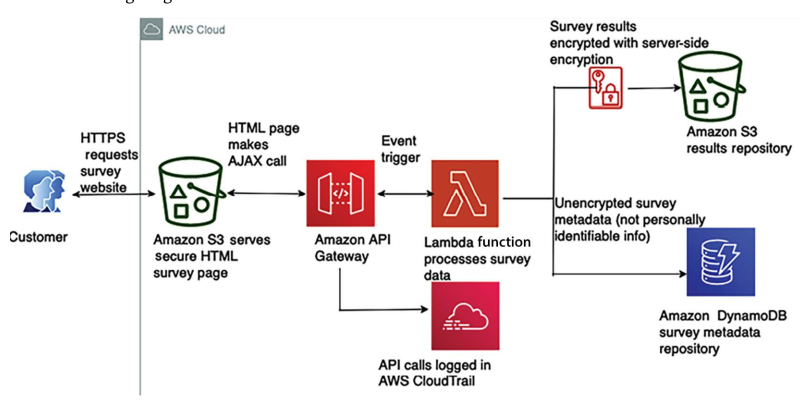 AWS Cloud
Survey results
encrypted with server-side
encryption
HTTPS
requests
survey
website
HTML page
makes
AJAX call
Event
trigger
Amazon S3
results repository
Customer
Amazon S3 serves
secure HTML
survey page
</>
Amazon API
Gateway
Lambda function
processes survey
data
Unencrypted survey
metadata (not personally
identifiable info)
API calls logged in
AWS CloudTrail
Amazon DynamoDB
survey metadata
repository